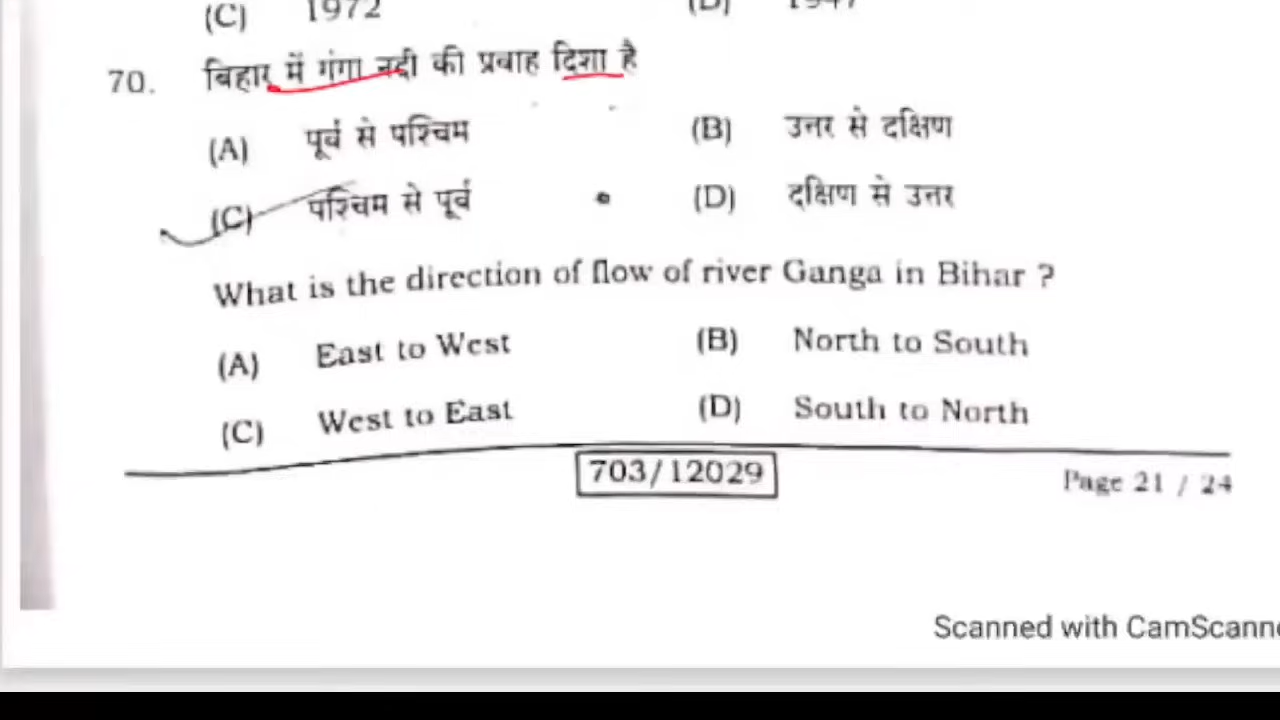 (C) 1972 (D) 1947
70. बिहार में गंगा नदी की प्रवाह दिशा है
(A) पूर्व से पश्चिम (B) उत्तर से दक्षिण
(C) पश्चिम से पूर्व (D) दक्षिण से उत्तर
What is the direction of flow of river Ganga in Bihar ?
(A) East to West (B) North to South
(C) West to East (D) South to North
703/12029
Page 21 / 24
Scanned with CamScanne